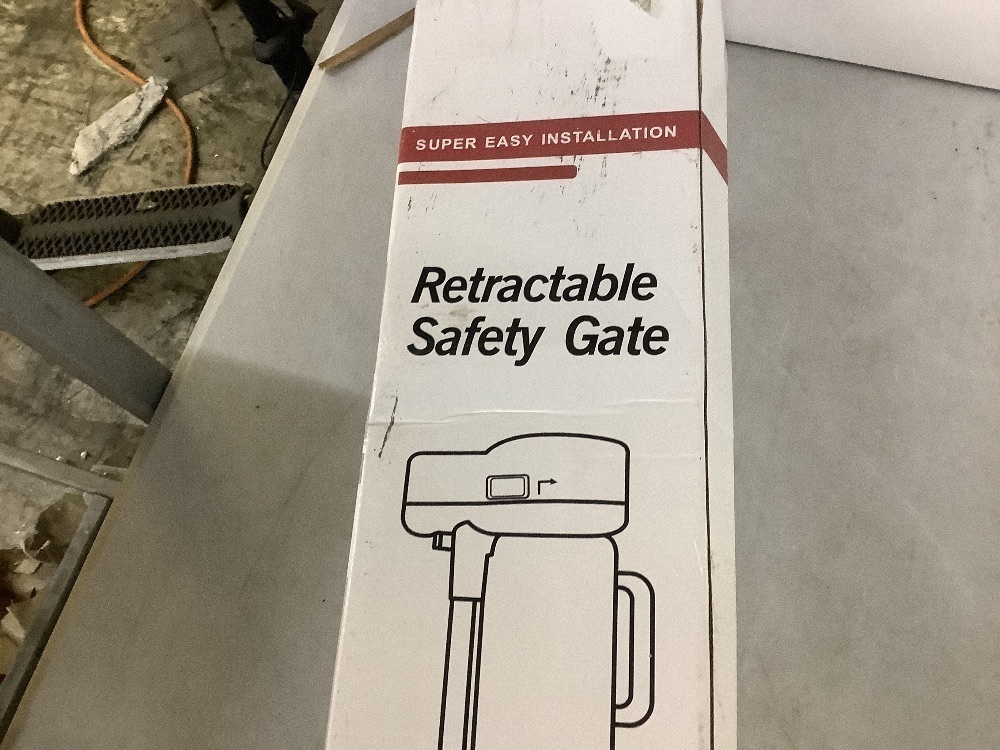 SUPER EASY INSTALLATION
Retractable
Safety Gate